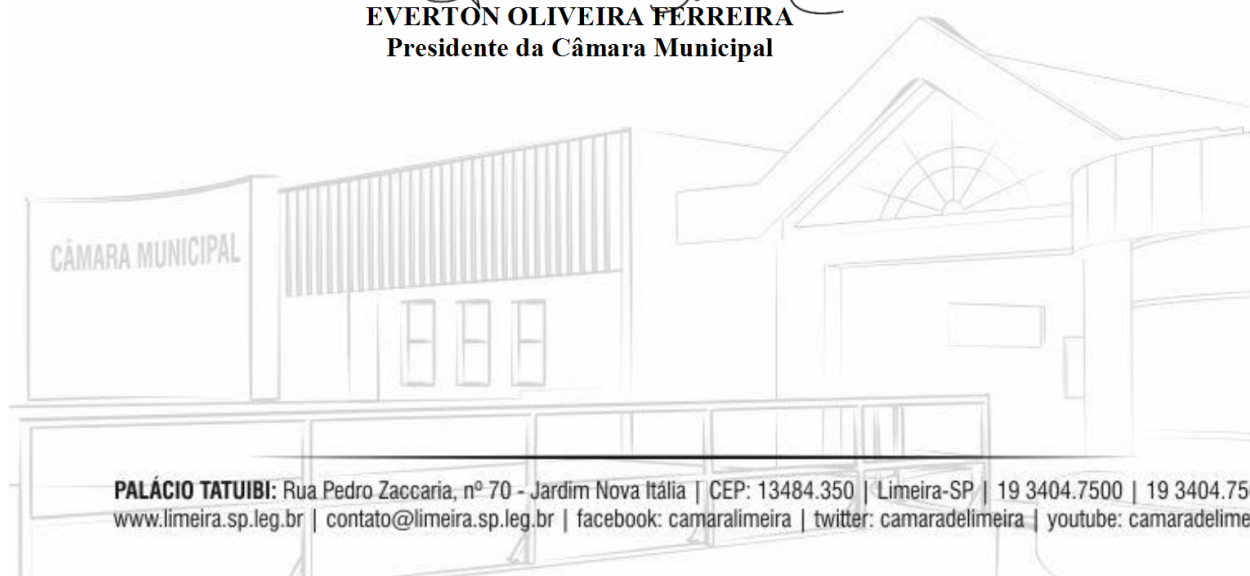 EVERTON OLIVEIRA FERREIRA
Presidente da Câmara Municipal
CÂMARA MUNICIPAL
PALÁCIO TATUIBI: Rua Pedro Zaccaria, nº 70 - Jardim Nova Itália | CEP: 13484.350 | Limeira-SP | 19 3404.7500 | 19 3404.75
www.limeira.sp.leg.br | contato@limeira.sp.leg.br | facebook: camaralimeira | twitter: camaradelimeira | youtube: camaradelime